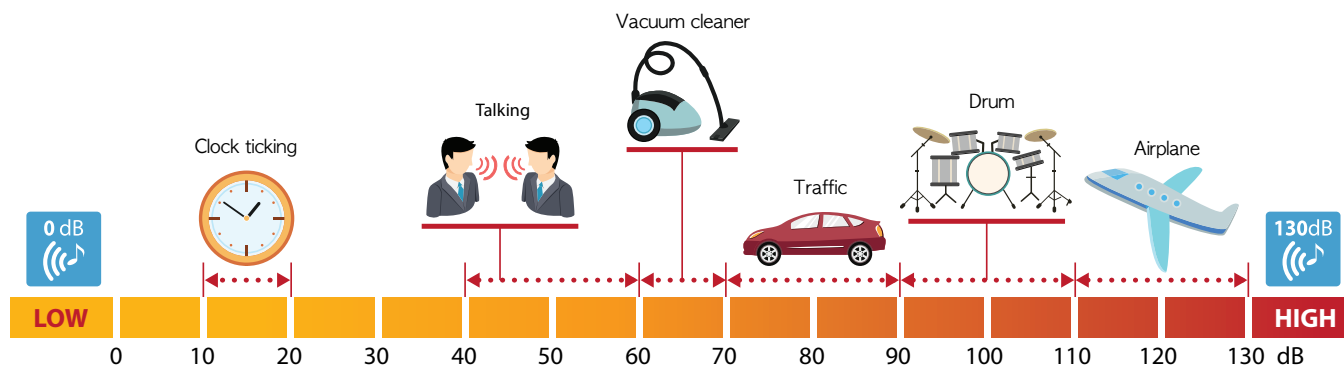 Vacuum cleaner
Talking
Drum
Clock ticking
Airplane
Traffic
0 dB
130dB
LOW
HIGH
0 10 20 30 40 50 60 70 80 90 100 110 120 130 dB